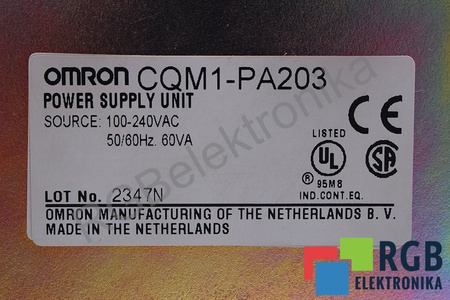 OMRON CQM1-PA203
POWER SUPPLY UNIT
SOURCE: 100-240VAC
50/60Hz. 60VA
CE
LISTED
UL
®
SA
95M8
IND.CONT.EQ.
LOT No. 2347N
OMRON MANUFACTURING OF THE NETHERLANDS B. V.
MADE IN THE NETHERLANDS
RGBelektronika
RGB
ELEKTRONIKA